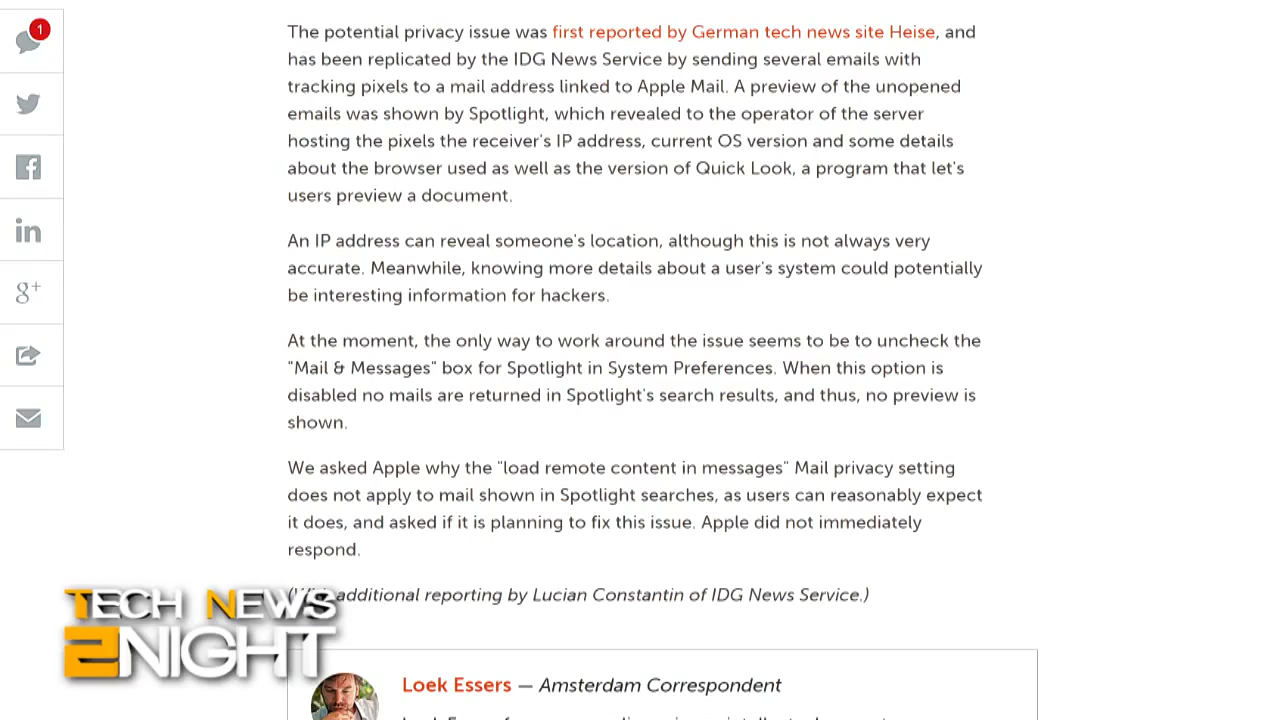 1
The potential privacy issue was first reported by German tech news site Heise, and
has been replicated by the IDG News Service by sending several emails with
tracking pixels to a mail address linked to Apple Mail. A preview of the unopened
emails was shown by Spotlight, which revealed to the operator of the server
hosting the pixels the receiver's IP address, current OS version and some details
about the browser used as well as the version of Quick Look, a program that let's
users preview a document.
An IP address can reveal someone's location, although this is not always very
accurate. Meanwhile, knowing more details about a user's system could potentially
be interesting information for hackers.
At the moment, the only way to work around the issue seems to be to uncheck the
"Mail & Messages" box for Spotlight in System Preferences. When this option is
disabled no mails are returned in Spotlight's search results, and thus, no preview is
shown.
We asked Apple why the "load remote content in messages" Mail privacy setting
does not apply to mail shown in Spotlight searches, as users can reasonably expect
it does, and asked if it is planning to fix this issue. Apple did not immediately
respond.
additional reporting by Lucian Constantin of IDG News Service.)
TECH NEWS
2NIGHT
Loek Essers — Amsterdam Correspondent
in
g+